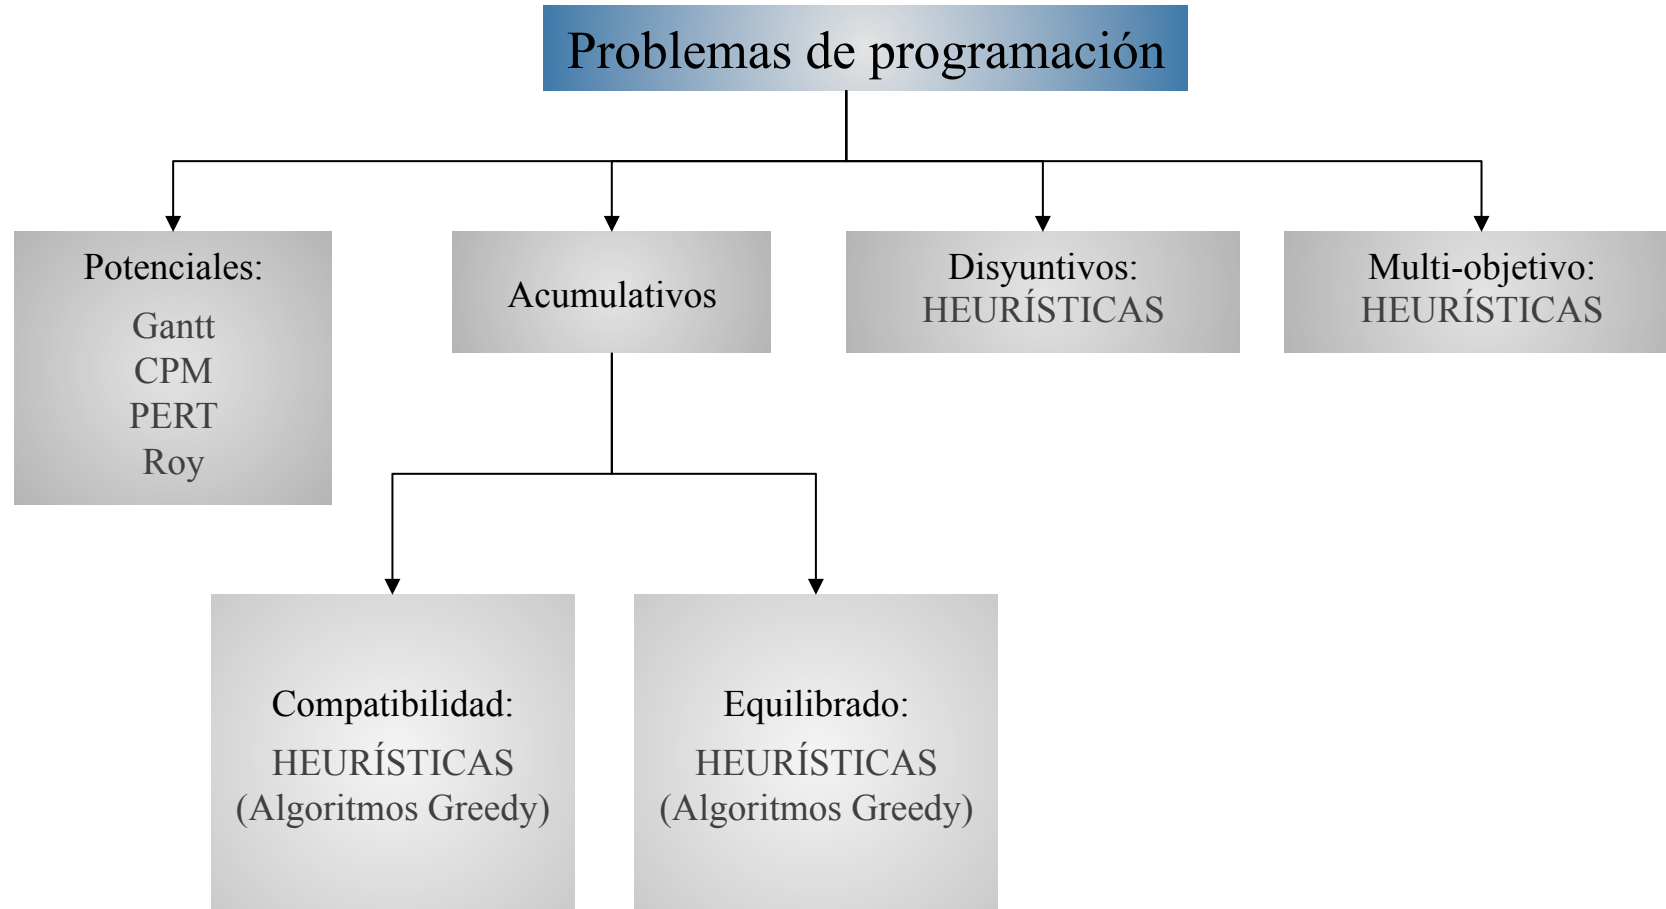 Problemas de programación
Potenciales:
Gantt
CPM
PERT
Roy
Acumulativos
Disyuntivos:
HEURÍSTICAS
Multi-objetivo:
HEURÍSTICAS
Compatibilidad:
HEURÍSTICAS
(Algoritmos Greedy)
Equilibrado:
HEURÍSTICAS
(Algoritmos Greedy)